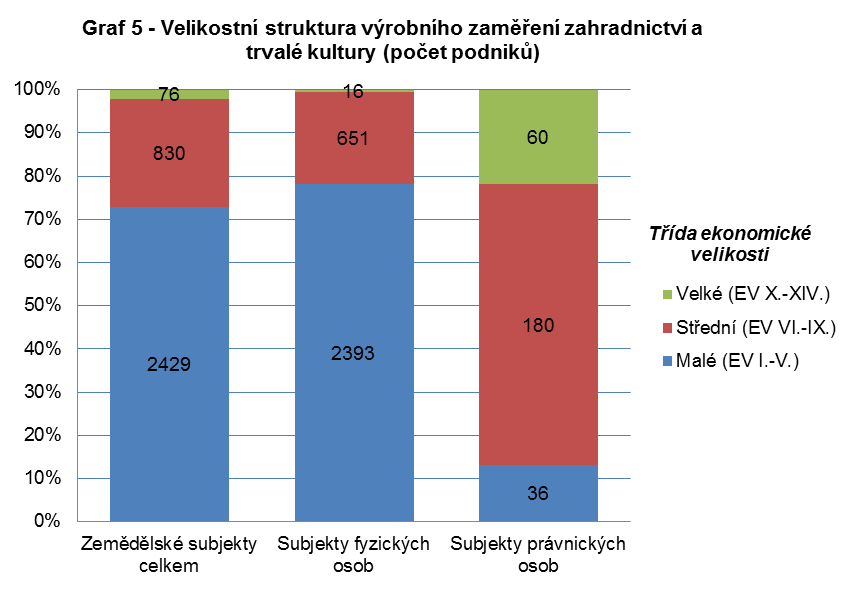 Graf 5 - Velikostní struktura výrobního zaměření zahradnictví a
trvalé kultury (počet podniků)
100%
90%
80%
70%
60%
50%
40%
30%
20%
10%
0%
76
830
2429
16
651
2393
60
180
36
Zemědělské subjekty
celkem
Subjekty fyzických
osob
Subjekty právnických
osob
Třída ekonomické
velikosti
Velké (EV X.-XIV.)
Střední (EV VI.-IX.)
Malé (EV I.-V.)